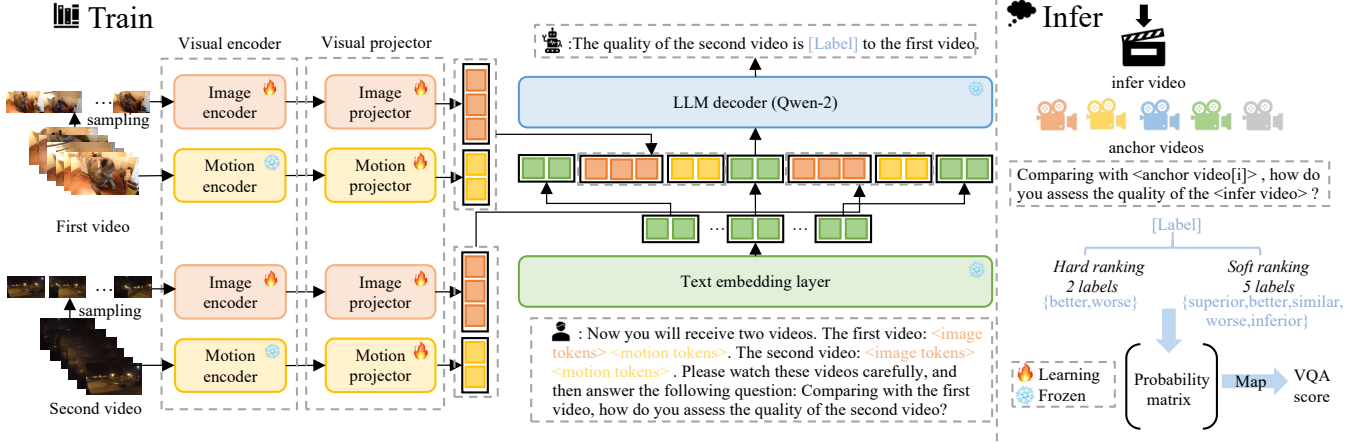 Train
Visual encoder
Visual projector
Image
encoder
Image
projector
...
sampling
Motion
encoder
Motion
projector
First video
Image
encoder
Image
projector
...
sampling
Motion
encoder
Motion
projector
Second video
:The quality of the second video is [Label] to the first video.
LLM decoder (Qwen-2)
... ...
Text embedding layer
: Now you will receive two videos. The first video: <image
tokens> <motion tokens>. The second video: <image tokens>
<motion tokens> . Please watch these videos carefully, and
then answer the following question: Comparing with the first
video, how do you assess the quality of the second video?
Infer
infer video
anchor videos
Comparing with <anchor video[i]> , how do
you assess the quality of the <infer video> ?
[Label]
Hard ranking
2 labels
{better,worse}
Soft ranking
5 labels
{superior,better,similar,
worse,inferior}
Learning
Frozen
Probability
matrix
Map
VQA
score